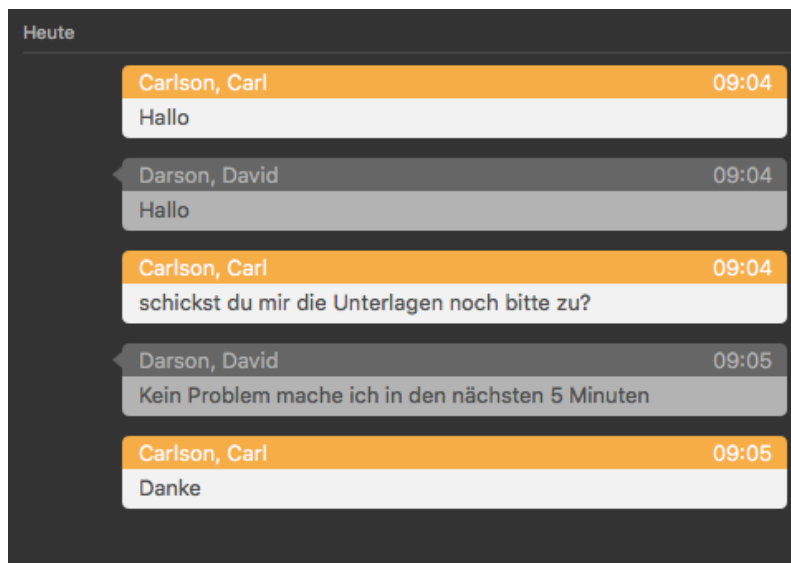 Heute
Carlson, Carl 09:04
Hallo
Darson, David 09:04
Hallo
Carlson, Carl 09:04
schickst du mir die Unterlagen noch bitte zu?
Darson, David 09:05
Kein Problem mache ich in den nächsten 5 Minuten
Carlson, Carl 09:05
Danke